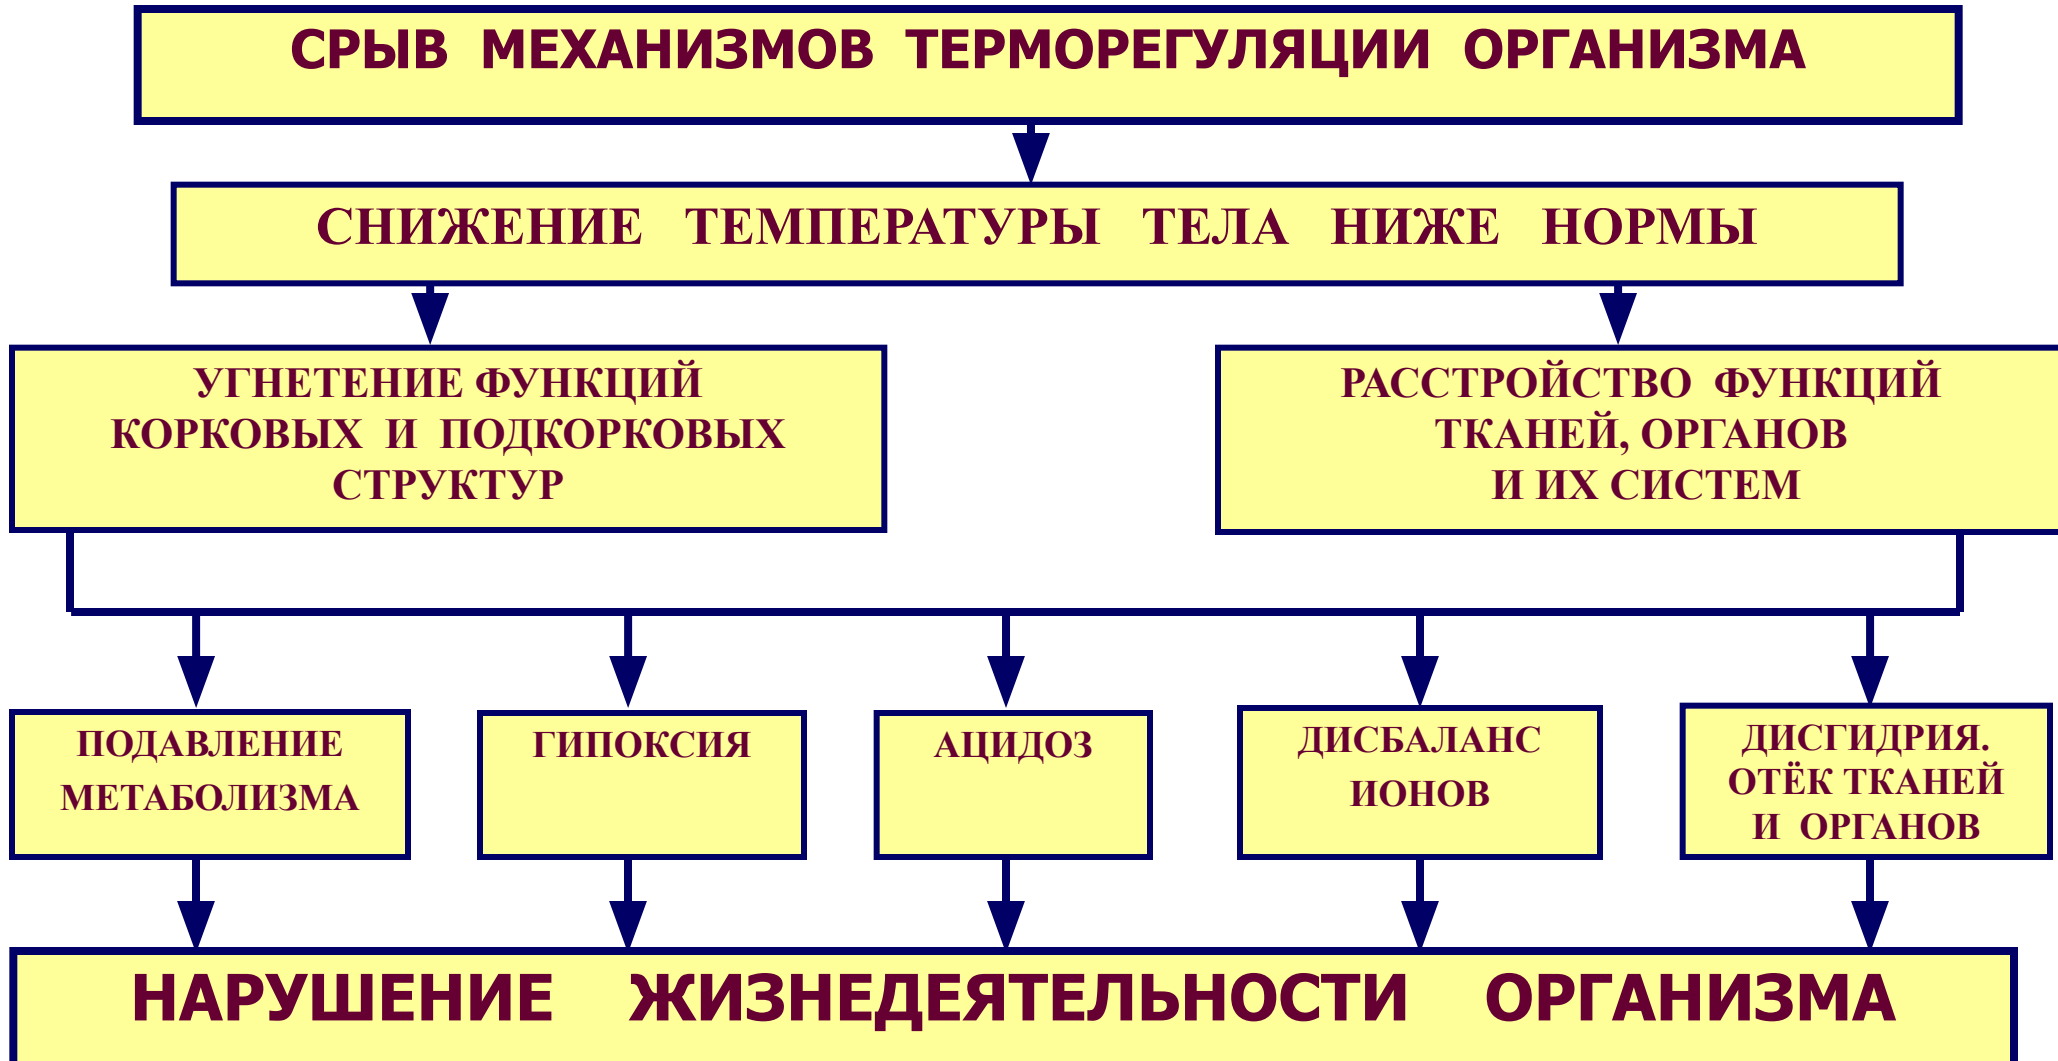 СРЫВ МЕХАНИЗМОВ ТЕРМОРЕГУЛЯЦИИ ОРГАНИЗМА
СНИЖЕНИЕ ТЕМПЕРАТУРЫ ТЕЛА НИЖЕ НОРМЫ
УГНЕТЕНИЕ ФУНКЦИЙ
КОРКОВЫХ И ПОДКОРКОВЫХ
СТРУКТУР
РАССТРОЙСТВО ФУНКЦИЙ
ТКАНЕЙ, ОРГАНОВ
И ИХ СИСТЕМ
ПОДАВЛЕНИЕ
МЕТАБОЛИЗМА
ГИПОКСИЯ
АЦИДОЗ
ДИСБАЛАНС
ИОНОВ
ДИСГИДРИЯ.
ОТЁК ТКАНЕЙ
И ОРГАНОВ
НАРУШЕНИЕ ЖИЗНЕДЕЯТЕЛЬНОСТИ ОРГАНИЗМА